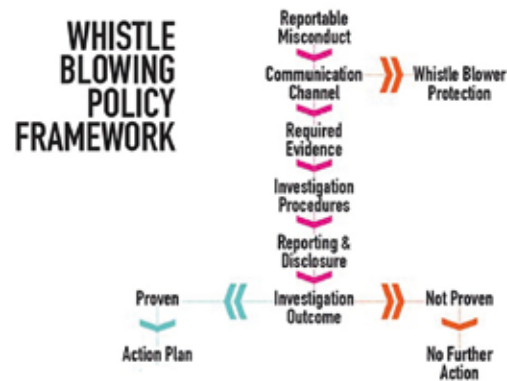 WHISTLE
BLOWING
POLICY
FRAMEWORK
Reportable
Misconduct
Communication
Channel
Whistle Blower
Protection
Required
Evidence
Investigation
Procedures
Reporting &
Disclosure
Proven
Investigation
Outcome
Not Proven
Action Plan
No Further
Action